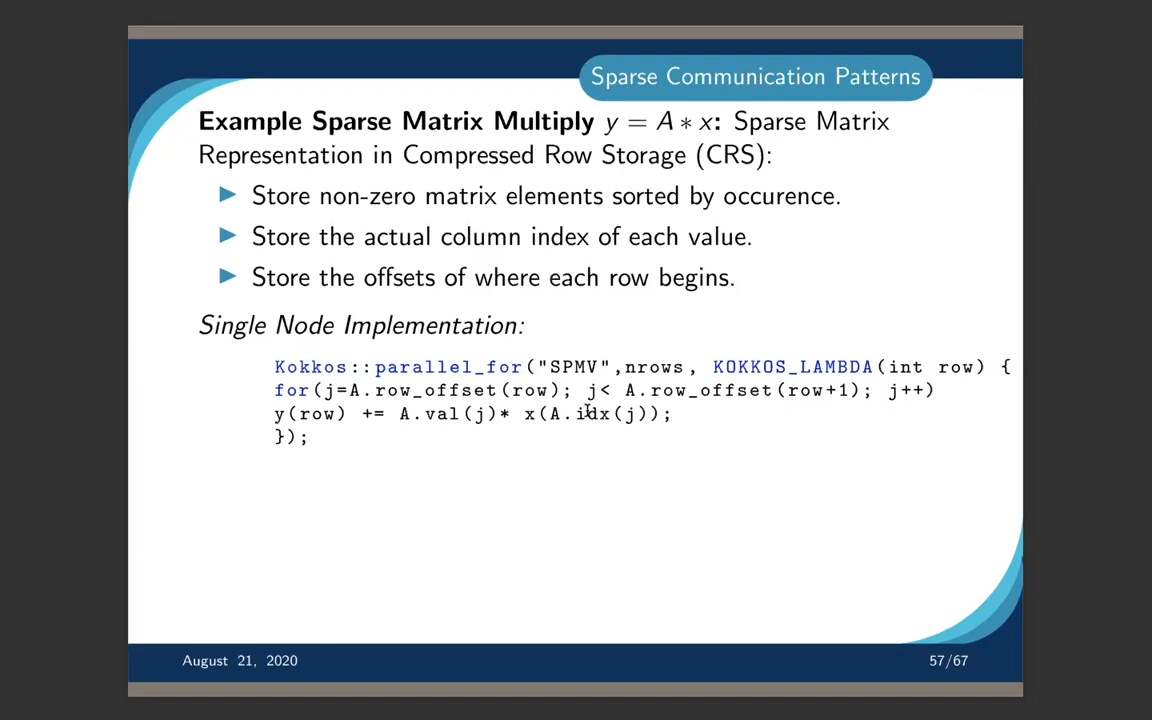 Sparse Communication Patterns
Example Sparse Matrix Multiply y = A ∗ x: Sparse Matrix
Representation in Compressed Row Storage (CRS):
Store non-zero matrix elements sorted by occurence.
Store the actual column index of each value.
Store the offsets of where each row begins.
Single Node Implementation:
Kokkos::parallel_for("SPMV",nrows, KOKKOS_LAMBDA(int row) {
for(j=A.row_offset(row); j< A.row_offset(row+1); j++)
y(row) += A.val(j)* x(A.idx(j));
});
August 21, 2020
57/67